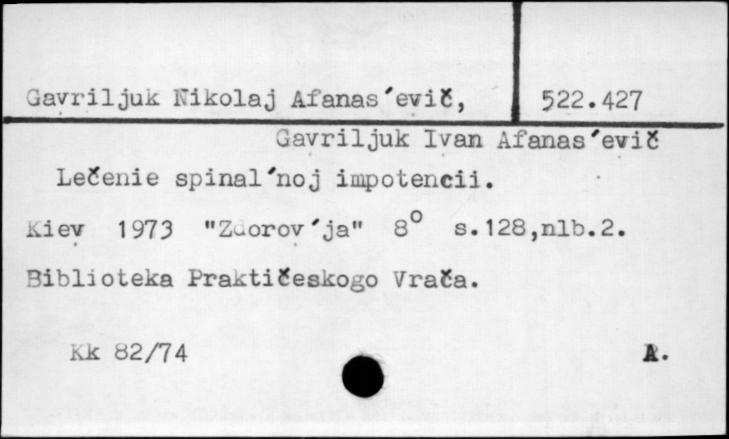 Gavriljuk Nikolaj Afanas´evič, 522.427
Gavriljuk Ivan Afanas´evič
Lečenie spinal´noj impotencii.
Kiev 1973 "Zdorov´ja" 8° s.128,nlb.2.
Biblioteka Praktičeskogo Vrača.
Kk 82/74 A.